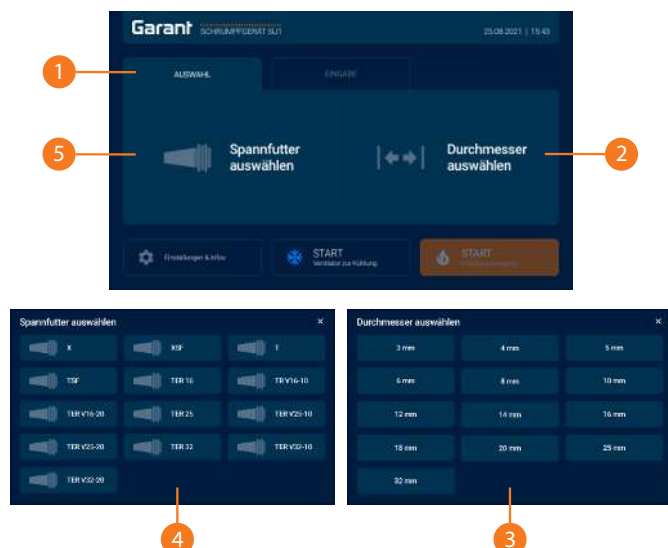 Garant SCHRUMPFGERÄT SU1
25.08.2021 | 15:43
1
AUSWAHL
EINGABE
5
Spannfutter
auswählen
Durchmesser
auswählen
2
Einstellungen & Infos
START
Ventilator zur Kühlung
START
Spannfutter auswählen ×
X
XSF
T
TSF
TER 16
TER V16-10
TER V16-20
TER 25
TER V25-10
TER V25-20
TER 32
TER V32-10
TER V32-20
4
Durchmesser auswählen ×
3 mm
4 mm
5 mm
6 mm
8 mm
10 mm
12 mm
14 mm
16 mm
18 mm
20 mm
25 mm
32 mm
3